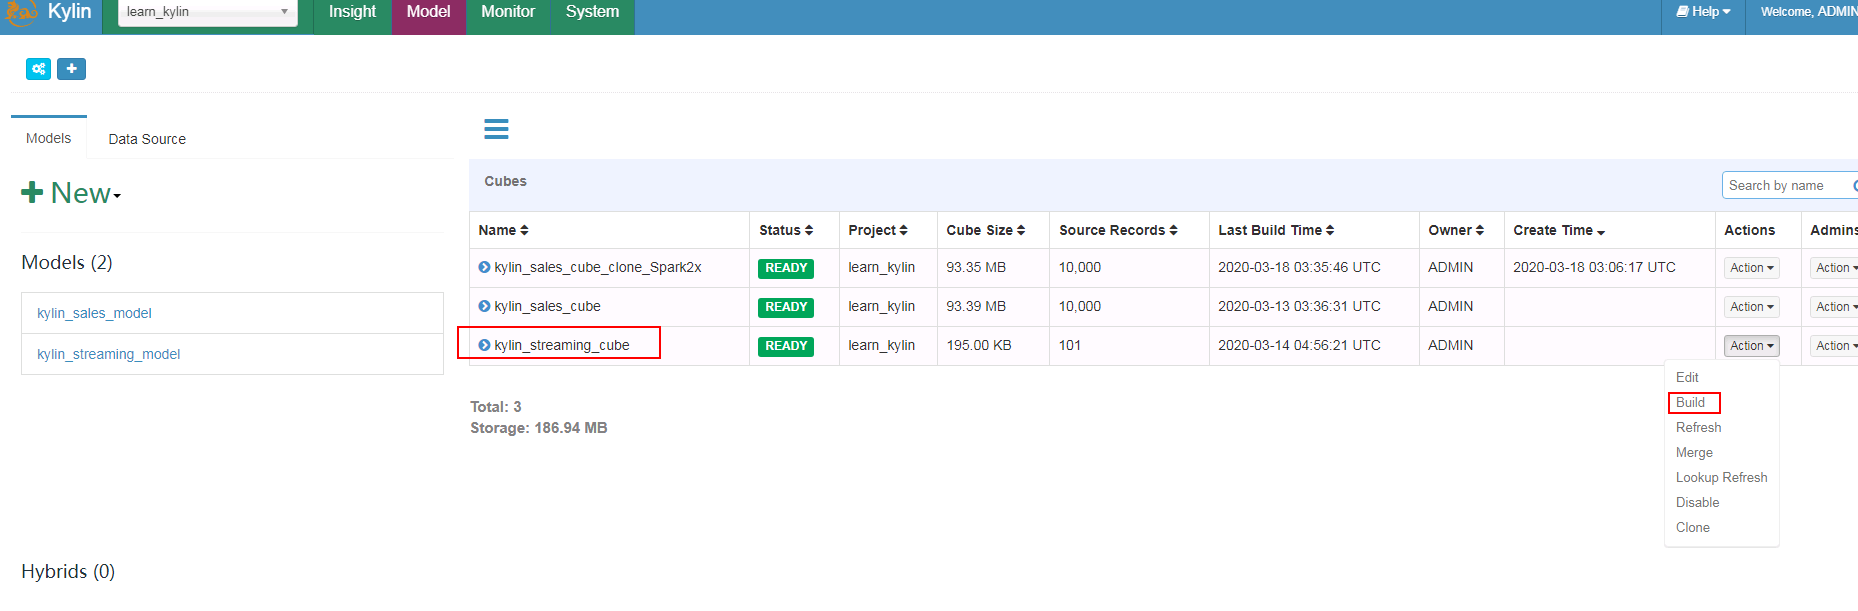 Kylin learn_kylin Insight Model Monitor System Help Welcome, ADMIN
Models Data Source
New
Models (2)
kylin_sales_model
kylin_streaming_model
Hybrids (0)
Cubes Search by name
Name Status Project Cube Size Source Records Last Build Time Owner Create Time Actions Admins
kylin_sales_cube_clone_Spark2x READY learn_kylin 93.35 MB 10,000 2020-03-18 03:35:46 UTC ADMIN 2020-03-18 03:06:17 UTC Action Action
kylin_sales_cube READY learn_kylin 93.39 MB 10,000 2020-03-13 03:36:31 UTC ADMIN Action Action
kylin_streaming_cube READY learn_kylin 195.00 KB 101 2020-03-14 04:56:21 UTC ADMIN Action Action
Edit
Build
Refresh
Merge
Lookup Refresh
Disable
Clone
Total: 3
Storage: 186.94 MB